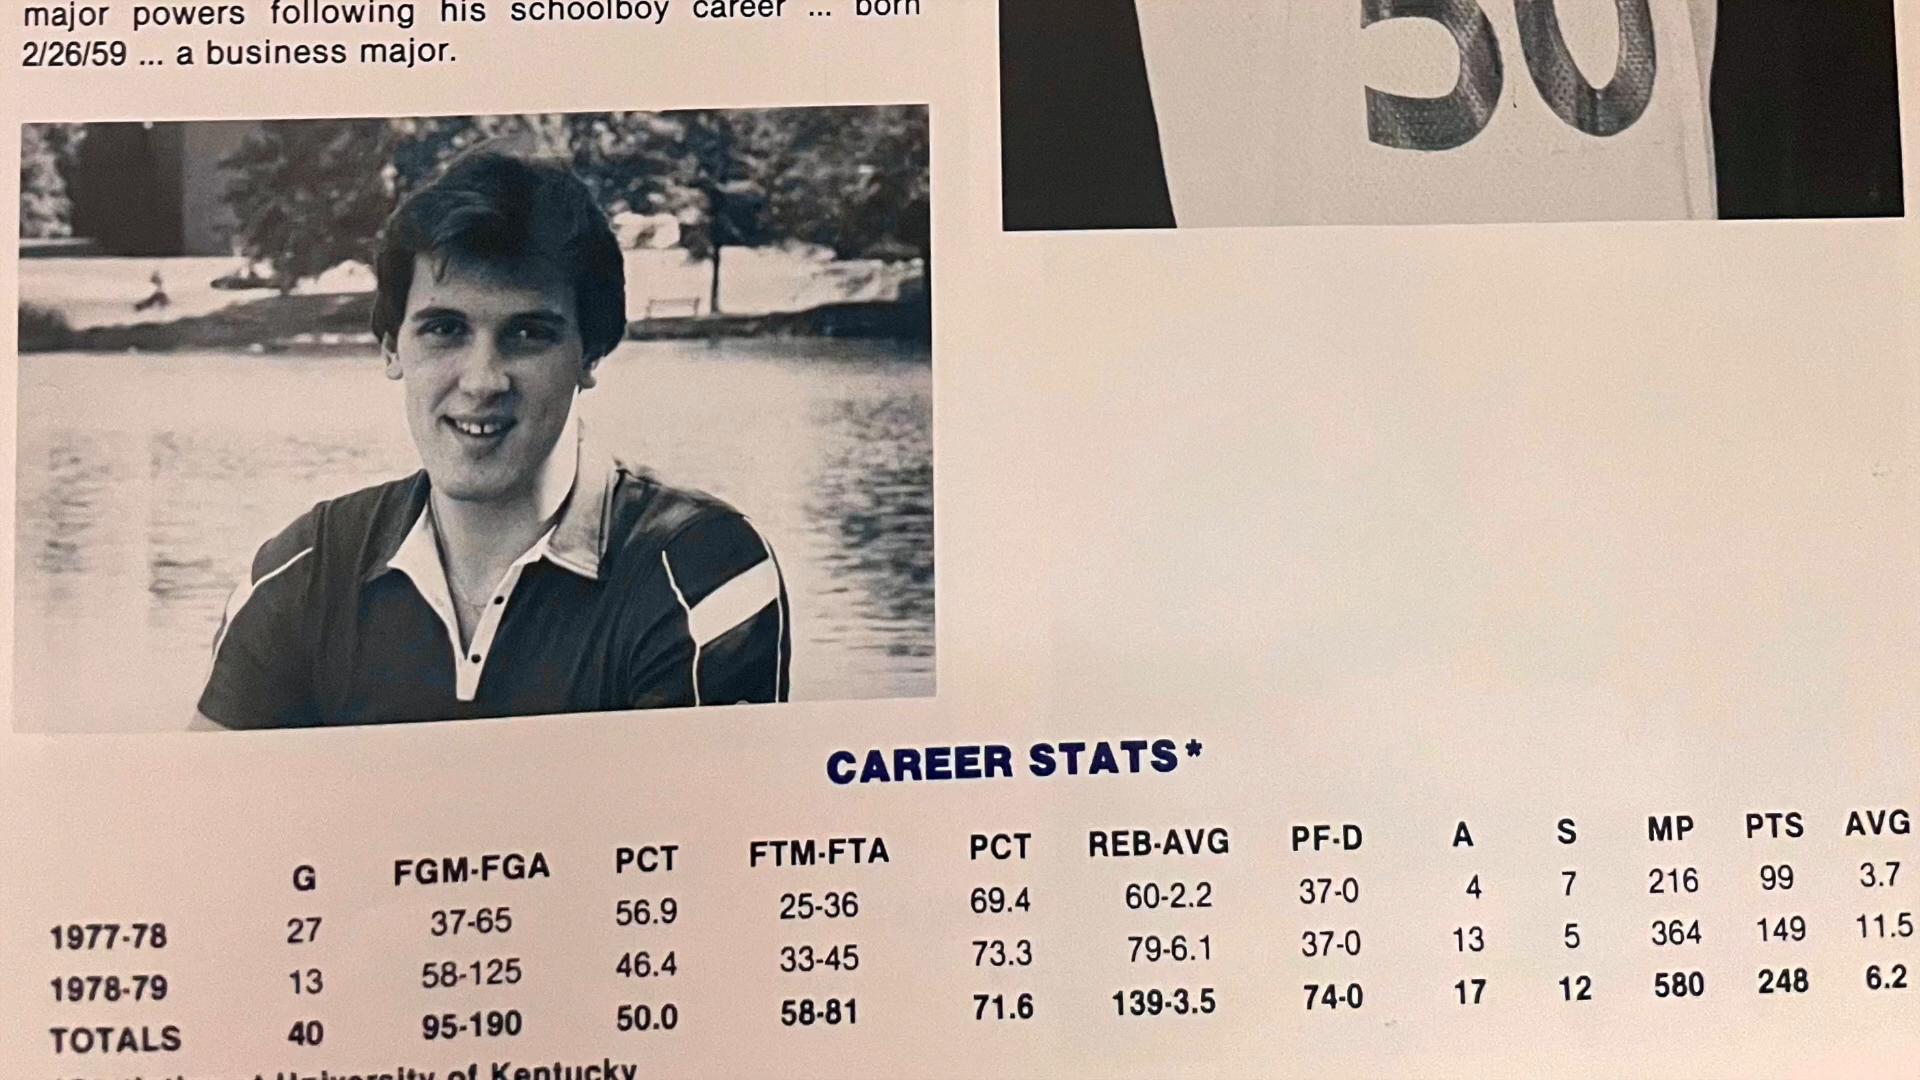 major powers following his schoolboy career ... born
2/26/59 ... a business major.
50
CAREER STATS*
G FGM-FGA PCT FTM-FTA PCT REB-AVG PF-D A S MP PTS AVG
1977-78 27 37-65 56.9 25-36 69.4 60-2.2 37-0 4 7 216 99 3.7
1978-79 13 58-125 46.4 33-45 73.3 79-6.1 37-0 13 5 364 149 11.5
TOTALS 40 95-190 50.0 58-81 71.6 139-3.5 74-0 17 12 580 248 6.2
University of Kentucky